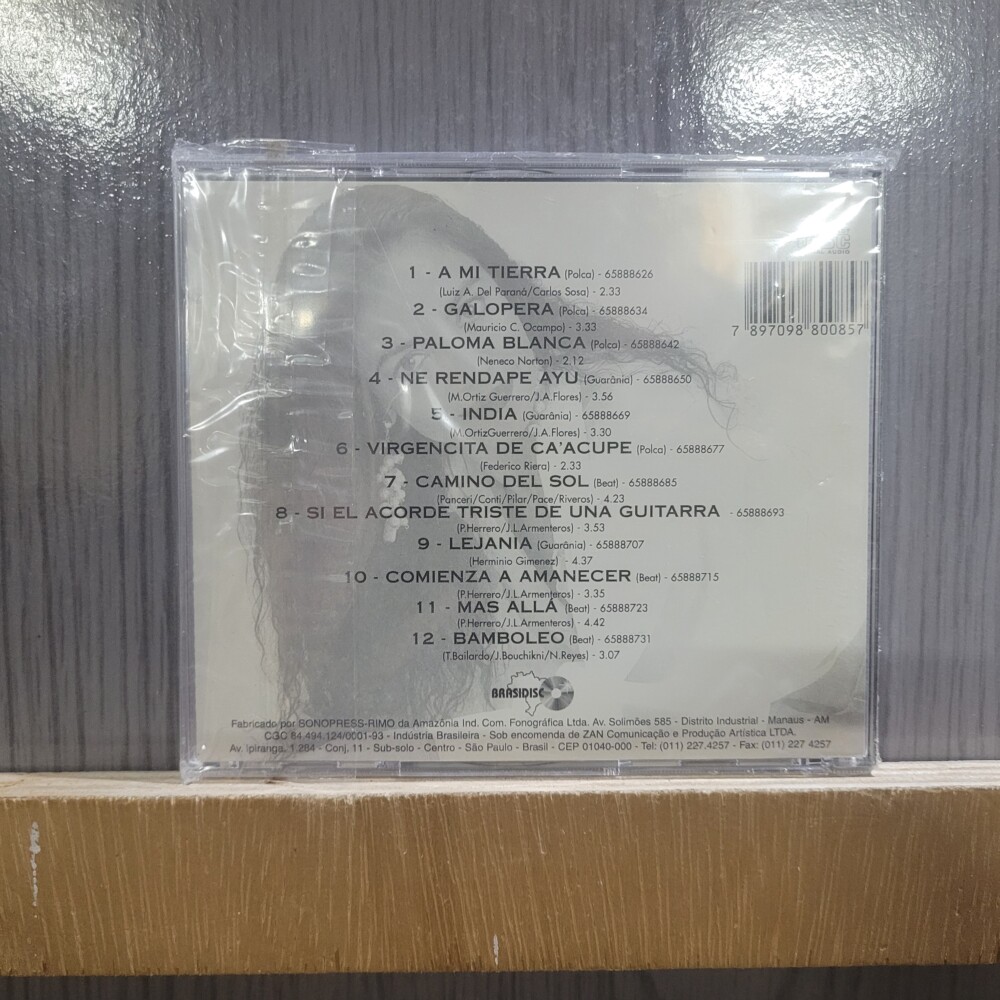 1 - A MI TIERRA (Polca) - 65888626
(Luiz A. Del Paraná/Carlos Sosa) - 2.33
2 - GALOPERA (Polca) - 65888634
(Mauricio C. Ocampo) - 3.33
3 - PALOMA BLANCA (Polca) - 65888642
(Neneco Norton) - 2.12
4 - NE RENDAPE AYU (Guarânia) - 65888650
(M.Ortiz Guerrero/J.A.Flores) - 3.56
5 - INDIA (Guarânia) - 65888669
(M.OrtizGuerrero/J.A.Flores) - 3.30
6 - VIRGENCITA DE CA'ACUPE (Polca) - 65888677
(Federico Riera) - 2.33
7 - CAMINO DEL SOL (Beat) - 65888685
(Panceri/Conti/Pilar/Pace/Riveros) - 4.23
8 - SI EL ACORDE TRISTE DE UNA GUITARRA - 65888693
(P.Herrero/J.L.Armenteros) - 3.53
9 - LEJANIA (Guarânia) - 65888707
(Herminio Gimenez) - 4.37
10 - COMIENZA A AMANECER (Beat) - 65888715
(P.Herrero/J.L.Armenteros) - 3.35
11 - MAS ALLÁ (Beat) - 65888723
(P.Herrero/J.L.Armenteros) - 4.42
12 - BAMBOLEO (Beat) - 65888731
(T.Bailardo/J.Bouchikni/N.Reyes) - 3.07
7 897098 800857
BRASIDISC
Fabricado por SONOPRESS-RIMO da Amazônia Ind. Com. Fonográfica Ltda. Av. Solimões 585 - Distrito Industrial - Manaus - AM
CGC 84.494.124/0001-93 - Indústria Brasileira - Sob encomenda de ZAN Comunicação e Produção Artística LTDA.
Av. Ipiranga, 1.284 - Conj. 11 - Sub-solo - Centro - São Paulo - Brasil - CEP 01040-000 - Tel: (011) 227.4257 - Fax: (011) 227 4257